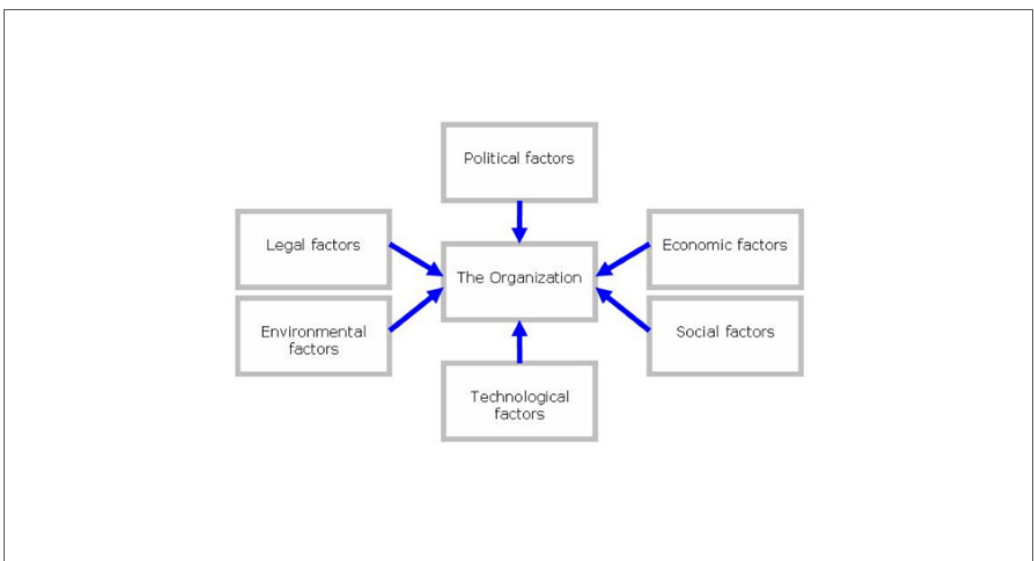 Political factors
Legal factors
Economic factors
The Organization
Environmental
factors
Social factors
Technological
factors